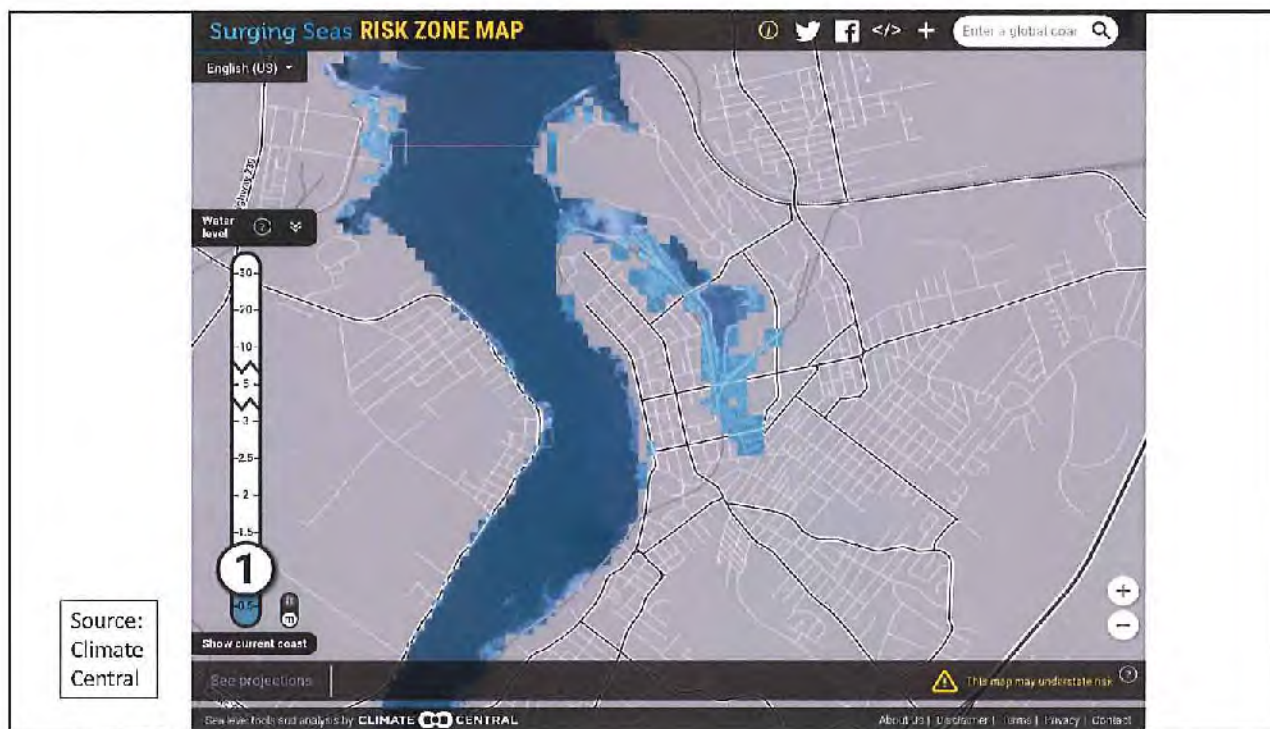 Surging Seas RISK ZONE MAP
</> + Enter a global coas
English (US)
Water
level ?
30
20
10
5
3
2.5
2
1.5
1
0.5
ft
m
Show current coast
See projections
This map may understate risk ?
Sea level tools and analysis by CLIMATE CENTRAL
About Us | Disclaimer | Terms | Privacy | Contact
Source:
Climate
Central